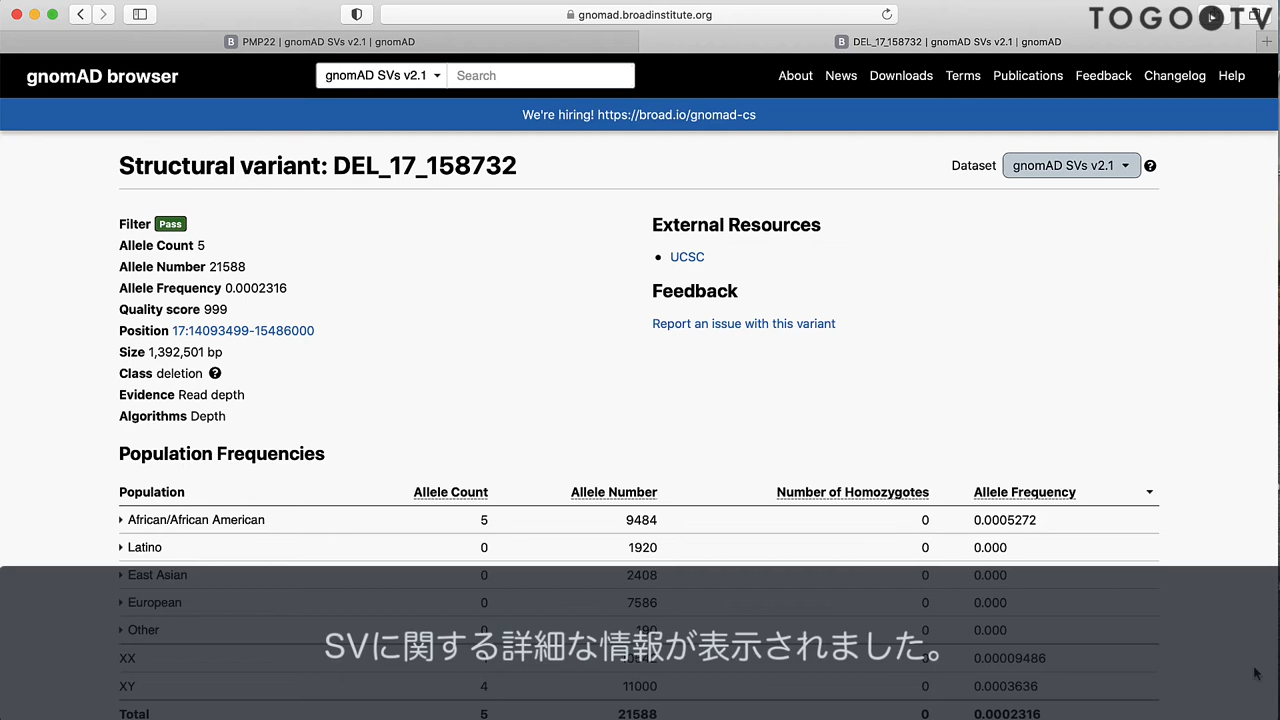 gnomad.broadinstitute.org
TOGOTV
B PMP22 | gnomAD SVs v2.1 | gnomAD
B DEL_17_158732 | gnomAD SVs v2.1 | gnomAD
gnomAD browser
gnomAD SVs v2.1
Search
About News Downloads Terms Publications Feedback Changelog Help
We're hiring! https://broad.io/gnomad-cs
Structural variant: DEL_17_158732
Dataset gnomAD SVs v2.1
Filter Pass
Allele Count 5
Allele Number 21588
Allele Frequency 0.0002316
Quality score 999
Position 17:14093499-15486000
Size 1,392,501 bp
Class deletion
Evidence Read depth
Algorithms Depth
External Resources
UCSC
Feedback
Report an issue with this variant
Population Frequencies
Population Allele Count Allele Number Number of Homozygotes Allele Frequency
African/African American 5 9484 0 0.0005272
Latino 0 1920 0 0.000
East Asian 0 2408 0 0.000
European 0 7586 0 0.000
Other 0 190 0 0.000
XX 0 0.00009486
XY 4 11000 0 0.0003636
Total 5 21588 0 0.0002316
SVに関する詳細な情報が表示されました。